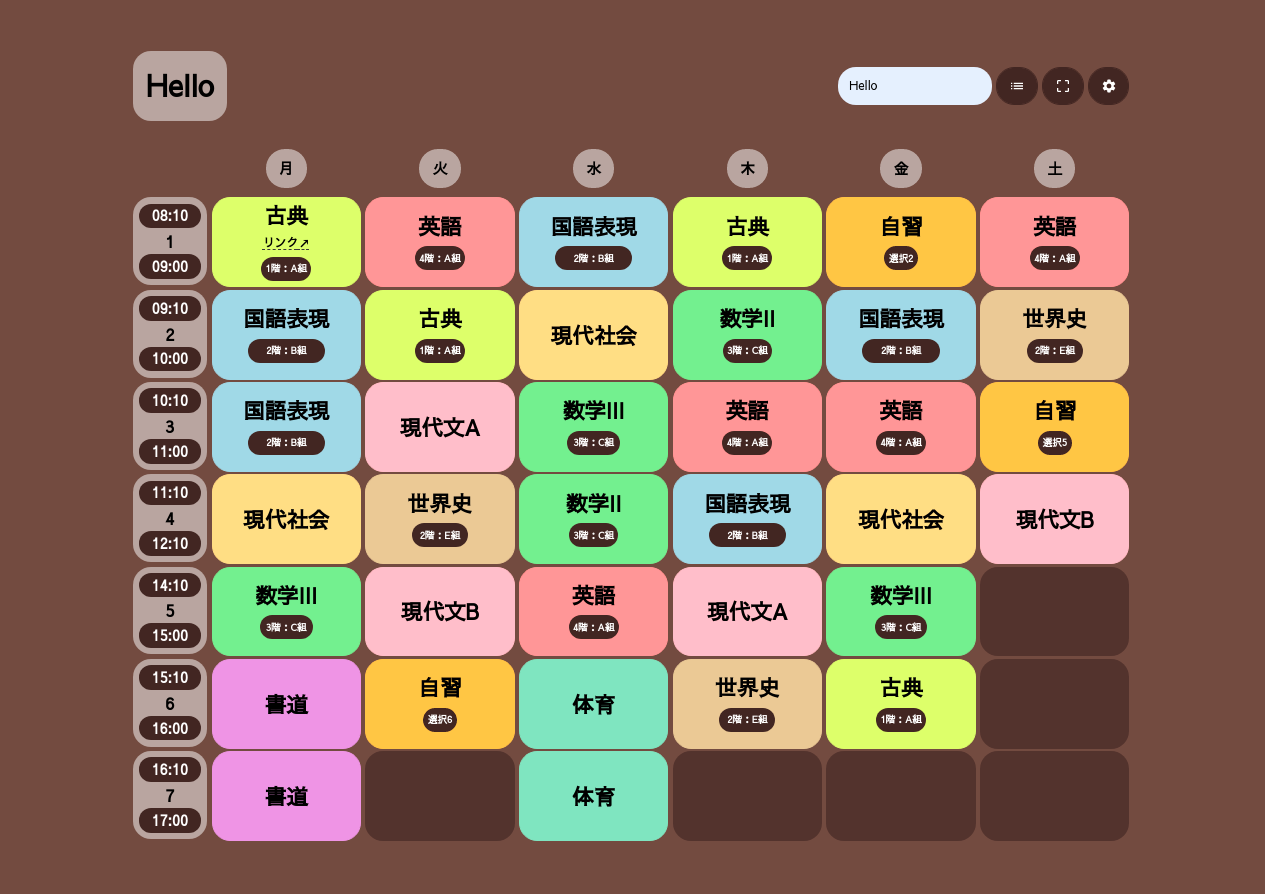 Hello
Hello
月 火 水 木 金 土
08:10
1
09:00
古典
リンク↗
1階：A組
英語
4階：A組
国語表現
2階：B組
古典
1階：A組
自習
選択2
英語
4階：A組
09:10
2
10:00
国語表現
2階：B組
古典
1階：A組
現代社会
数学II
3階：C組
国語表現
2階：B組
世界史
2階：E組
10:10
3
11:00
国語表現
2階：B組
現代文A
数学III
3階：C組
英語
4階：A組
英語
4階：A組
自習
選択5
11:10
4
12:10
現代社会
世界史
2階：E組
数学II
3階：C組
国語表現
2階：B組
現代社会
現代文B
14:10
5
15:00
数学III
3階：C組
現代文B
英語
4階：A組
現代文A
数学III
3階：C組
15:10
6
16:00
書道
自習
選択6
体育
世界史
2階：E組
古典
1階：A組
16:10
7
17:00
書道
体育